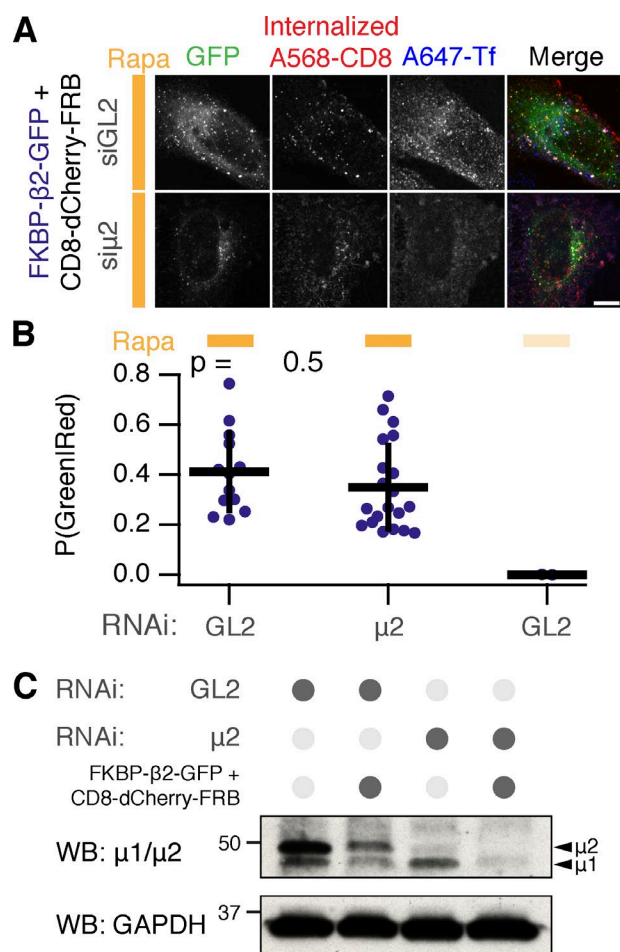 A
Internalized
Rapa GFP A568-CD8 A647-Tf Merge
FKBP-β2-GFP +
CD8-dCherry-FRB
siGL2
siμ2
B
Rapa
p = 0.5
P(Green|Red)
0.8
0.6
0.4
0.2
0.0
RNAi: GL2 μ2 GL2
C
RNAi: GL2
RNAi: μ2
FKBP-β2-GFP +
CD8-dCherry-FRB
WB: μ1/μ2 50 μ2
μ1
WB: GAPDH 37